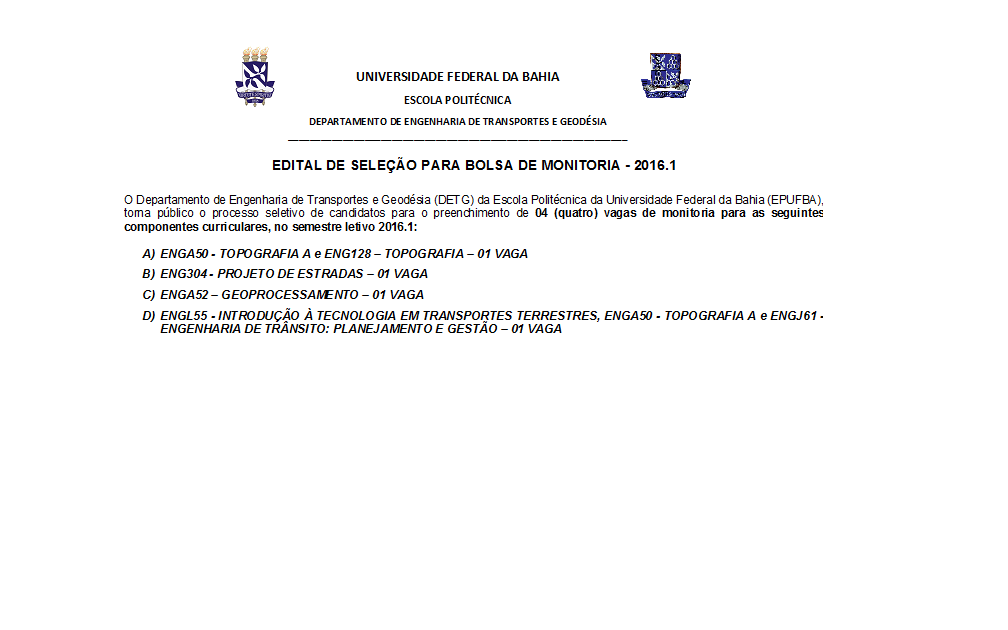 UNIVERSIDADE FEDERAL DA BAHIA
ESCOLA POLITÉCNICA
DEPARTAMENTO DE ENGENHARIA DE TRANSPORTES E GEODÉSIA
EDITAL DE SELEÇÃO PARA BOLSA DE MONITORIA - 2016.1
O Departamento de Engenharia de Transportes e Geodésia (DETG) da Escola Politécnica da Universidade Federal da Bahia (EPUFBA),
torna público o processo seletivo de candidatos para o preenchimento de 04 (quatro) vagas de monitoria para as seguintes
componentes curriculares, no semestre letivo 2016.1:
A) ENGA50 - TOPOGRAFIA A e ENG128 – TOPOGRAFIA – 01 VAGA
B) ENG304 - PROJETO DE ESTRADAS – 01 VAGA
C) ENGA52 – GEOPROCESSAMENTO – 01 VAGA
D) ENGL55 - INTRODUÇÃO À TECNOLOGIA EM TRANSPORTES TERRESTRES, ENGA50 - TOPOGRAFIA A e ENGJ61 -
ENGENHARIA DE TRÂNSITO: PLANEJAMENTO E GESTÃO – 01 VAGA